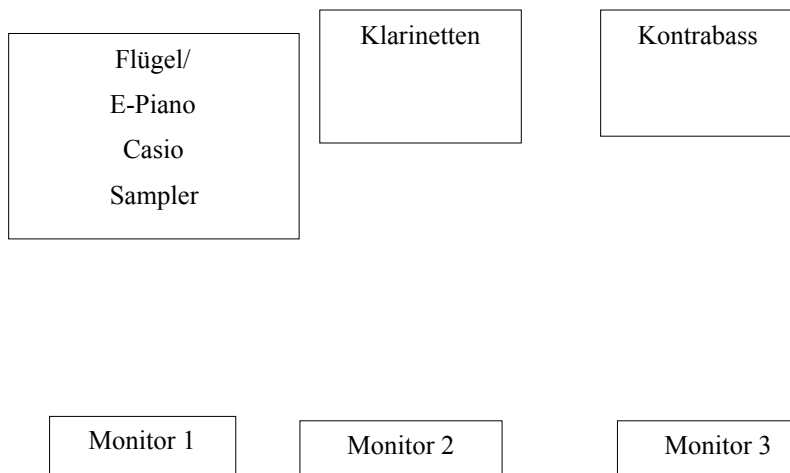 Flügel/
E-Piano
Casio
Sampler
Klarinetten
Kontrabass
Monitor 1
Monitor 2
Monitor 3